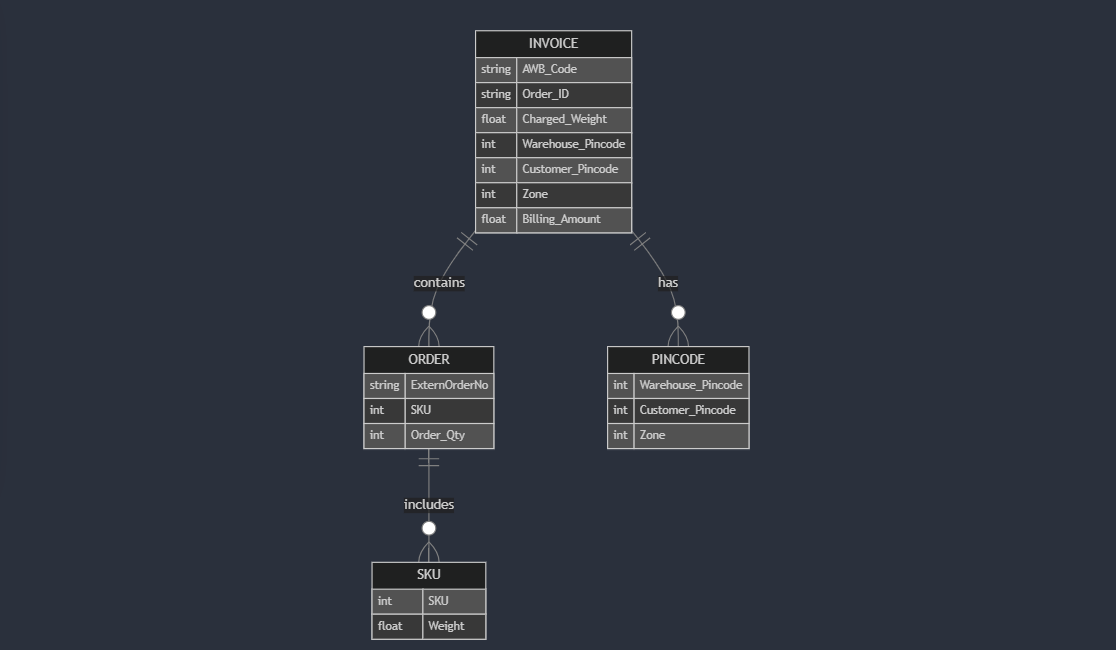 INVOICE
string AWB_Code
string Order_ID
float Charged_Weight
int Warehouse_Pincode
int Customer_Pincode
int Zone
float Billing_Amount
contains
has
ORDER
string ExternOrderNo
int SKU
int Order_Qty
PINCODE
int Warehouse_Pincode
int Customer_Pincode
int Zone
includes
SKU
int SKU
float Weight